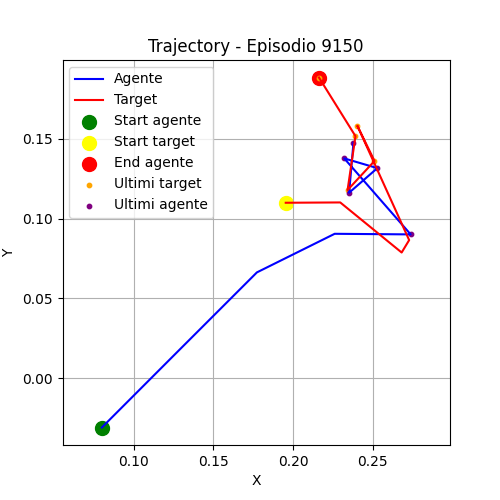 Trajectory - Episodio 9150
Agente
Target
Start agente
Start target
End agente
Ultimi target
Ultimi agente
0.15
0.10
0.05
0.00
Y
0.10
0.15
0.20
0.25
X